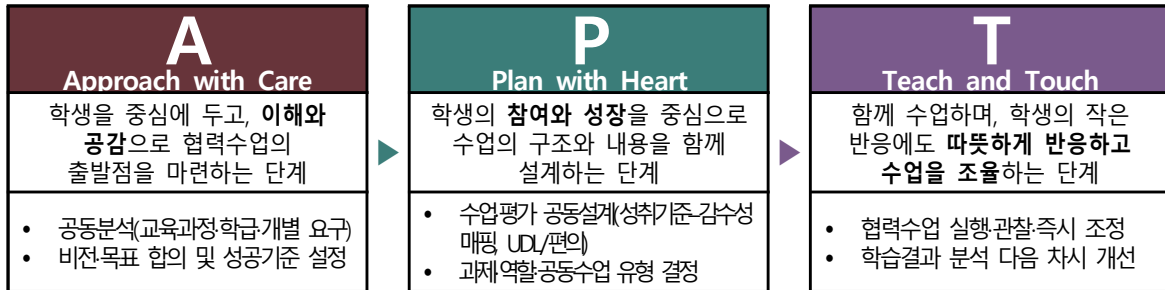 A
Approach with Care
학생을 중심에 두고, 이해와
공감으로 협력수업의
출발점을 마련하는 단계
• 공동분석(교육과정·학급·개별 요구)
• 비전·목표 합의 및 성공기준 설정
P
Plan with Heart
학생의 참여와 성장을 중심으로
수업의 구조와 내용을 함께
설계하는 단계
• 수업·평가 공동설계(성취기준–감수성
매핑, UDL/편의)
• 과제·역할·공동수업 유형 결정
T
Teach and Touch
함께 수업하며, 학생의 작은
반응에도 따뜻하게 반응하고
수업을 조율하는 단계
• 협력수업 실행·관찰·즉시 조정
• 학습결과 분석 다음 차시 개선